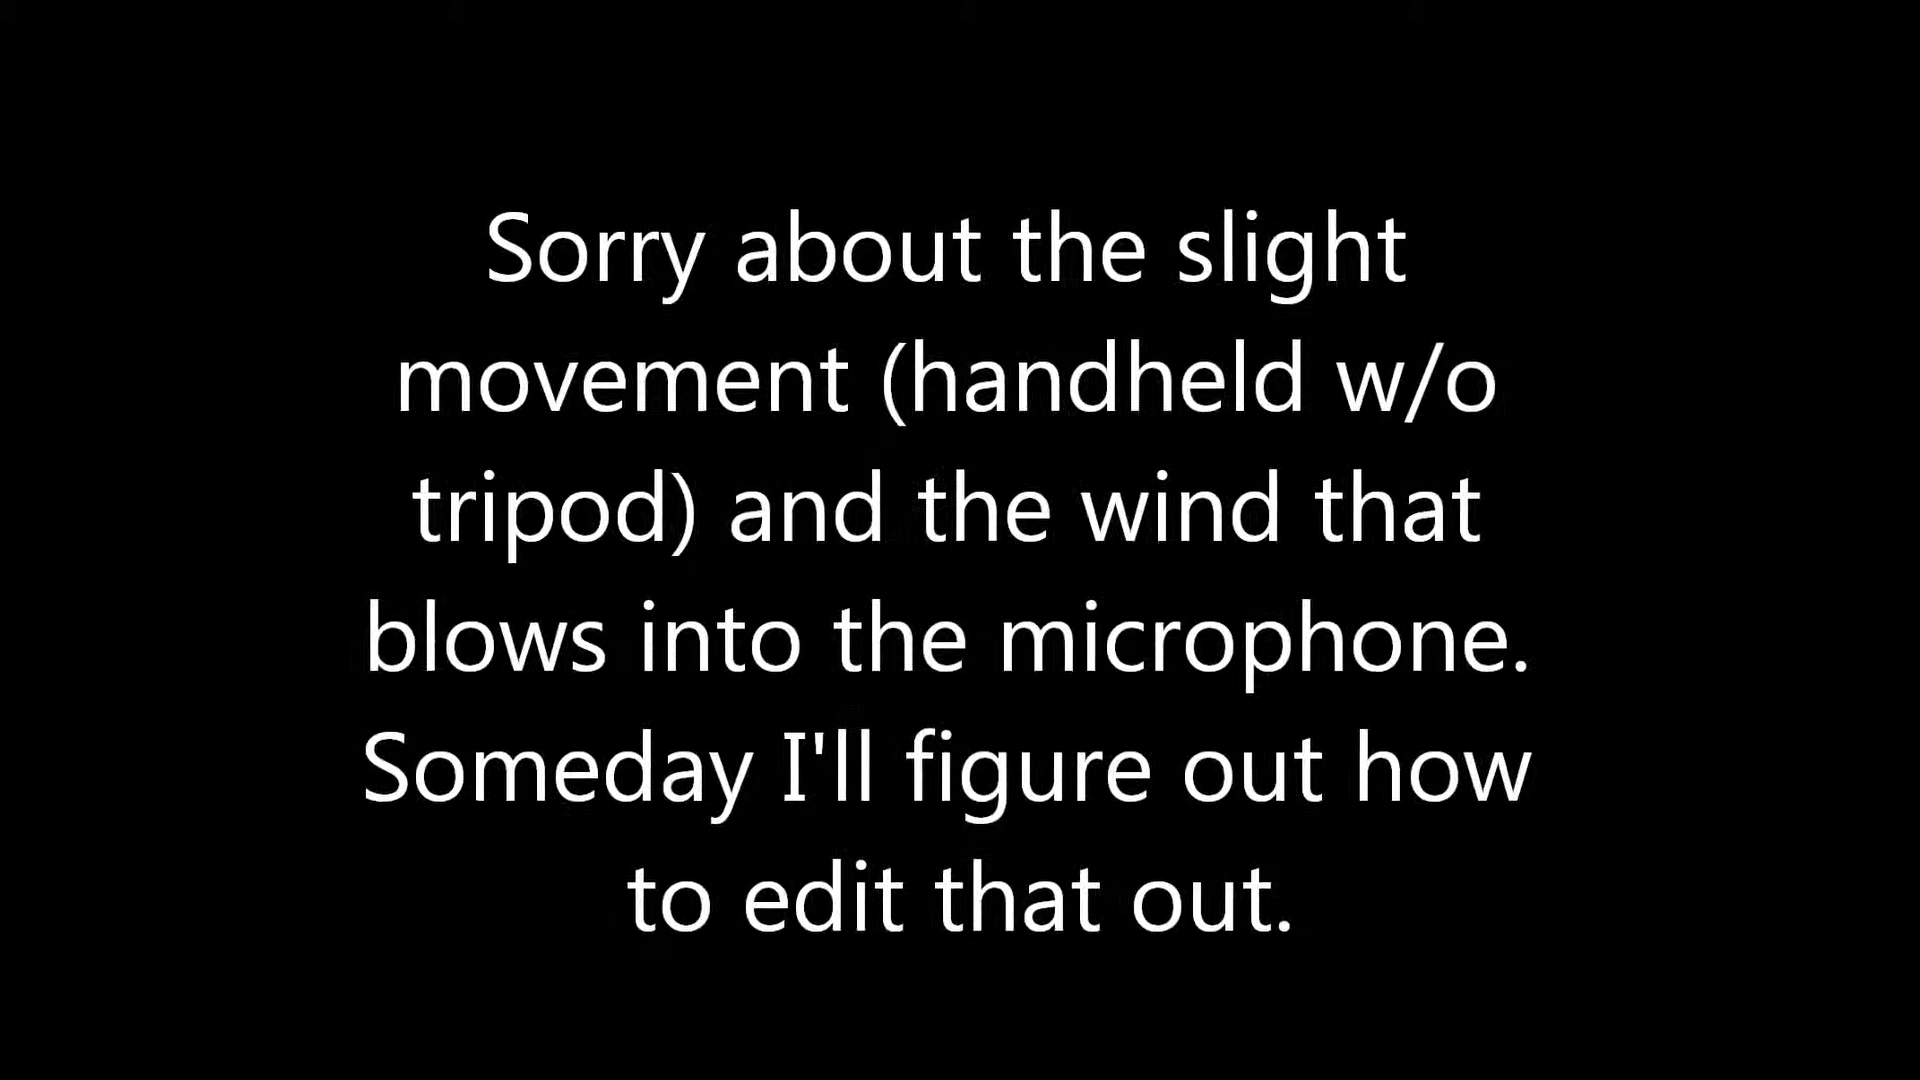 Sorry about the slight
movement (handheld w/o
tripod) and the wind that
blows into the microphone.
Someday I'll figure out how
to edit that out.